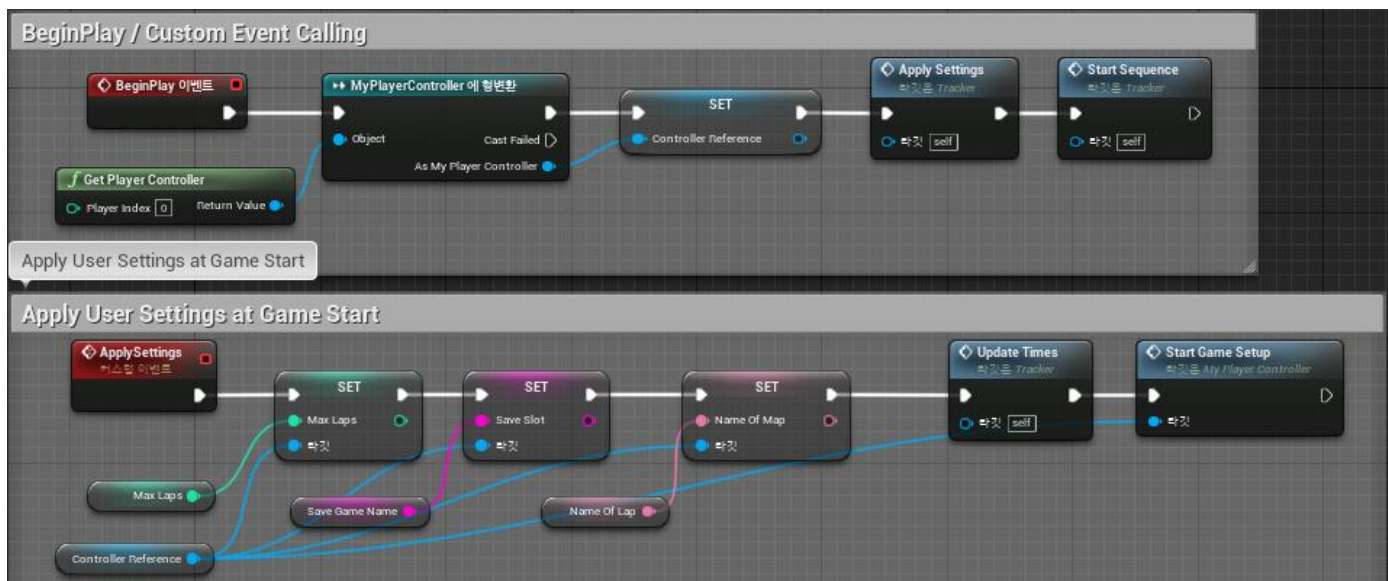 BeginPlay / Custom Event Calling
BeginPlay 이벤트
MyPlayerController 에 형변환
Object
Cast Failed
As My Player Controller
Get Player Controller
Player Index 0
Return Value
SET
Controller Reference
Apply Settings
타깃은 Tracker
타깃 self
Start Sequence
타깃은 Tracker
타깃 self
Apply User Settings at Game Start
Apply User Settings at Game Start
ApplySettings
커스텀 이벤트
SET
Max Laps
타깃
SET
Save Slot
타깃
SET
Name Of Map
타깃
Update Times
타깃은 Tracker
타깃 self
Start Game Setup
타깃은 My Player Controller
타깃
Max Laps
Save Game Name
Name Of Lap
Controller Reference